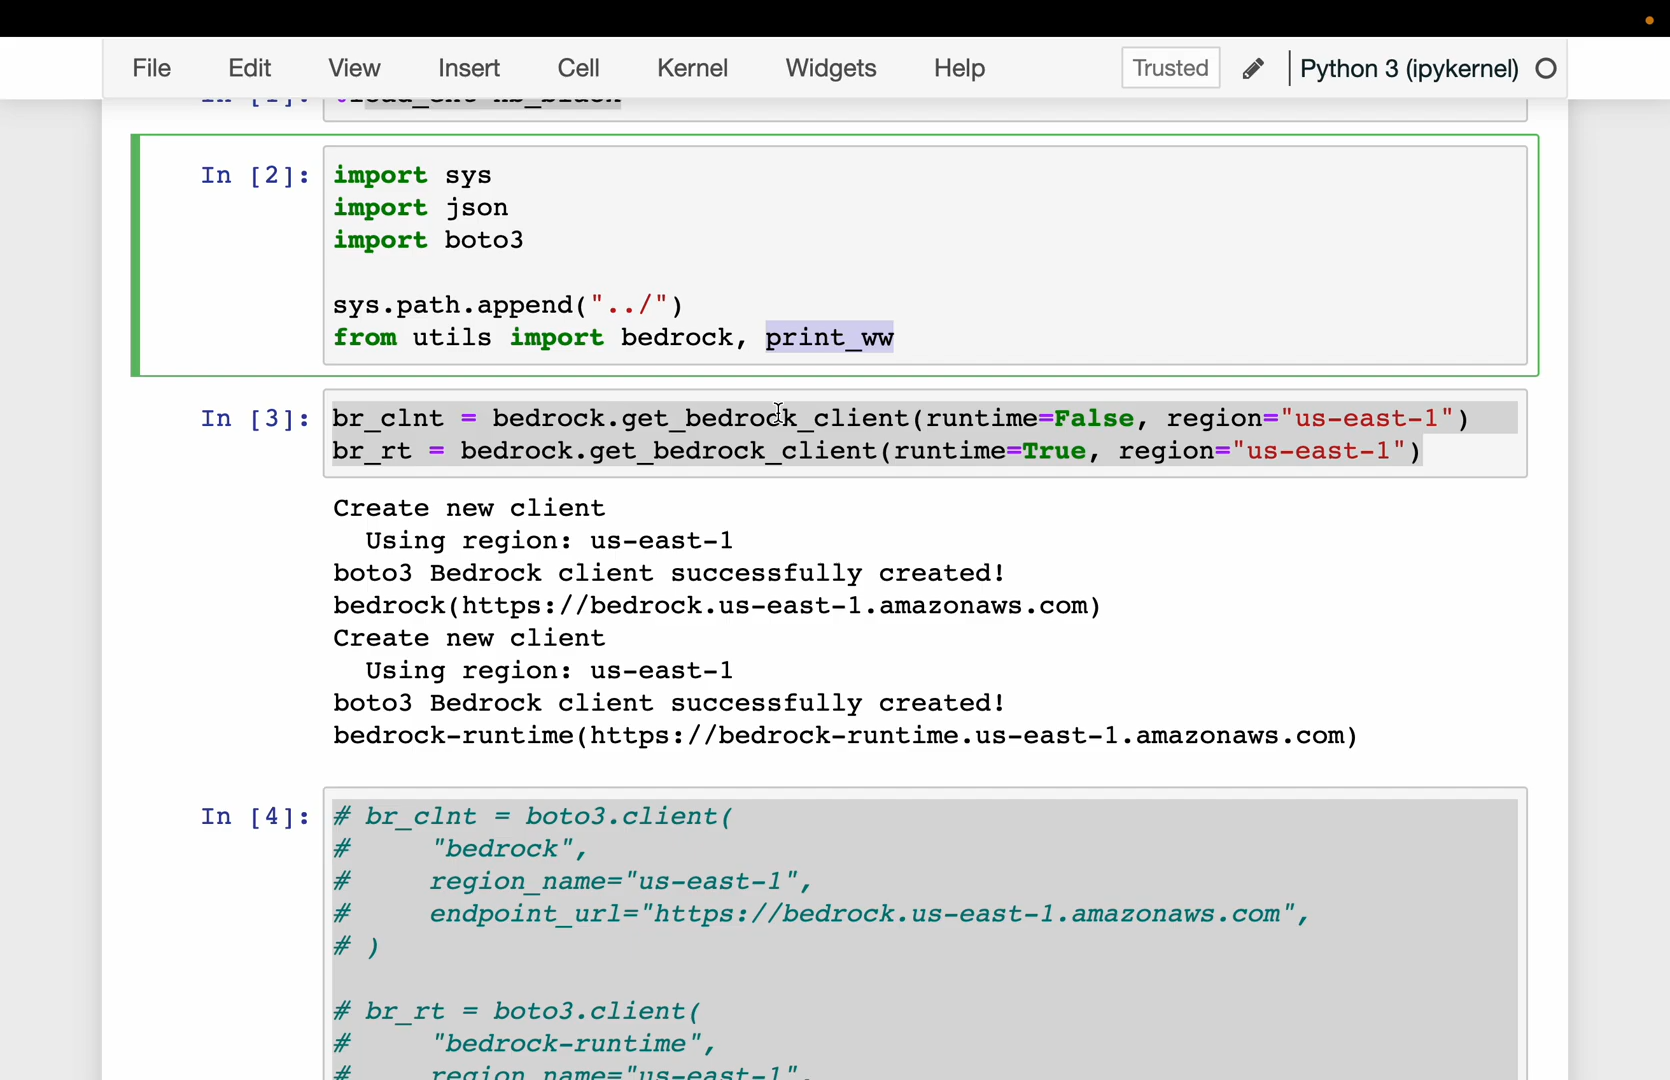 File Edit View Insert Cell Kernel Widgets Help Trusted Python 3 (ipykernel)
In [2]: import sys
import json
import boto3
sys.path.append("../")
from utils import bedrock, print_ww
In [3]: br_clnt = bedrock.get_bedrock_client(runtime=False, region="us-east-1")
br_rt = bedrock.get_bedrock_client(runtime=True, region="us-east-1")
Create new client
  Using region: us-east-1
boto3 Bedrock client successfully created!
bedrock(https://bedrock.us-east-1.amazonaws.com)
Create new client
  Using region: us-east-1
boto3 Bedrock client successfully created!
bedrock-runtime(https://bedrock-runtime.us-east-1.amazonaws.com)
In [4]: # br_clnt = boto3.client(
#     "bedrock",
#     region_name="us-east-1",
#     endpoint_url="https://bedrock.us-east-1.amazonaws.com",
# )
# br_rt = boto3.client(
#     "bedrock-runtime",
#     region_name="us-east-1",